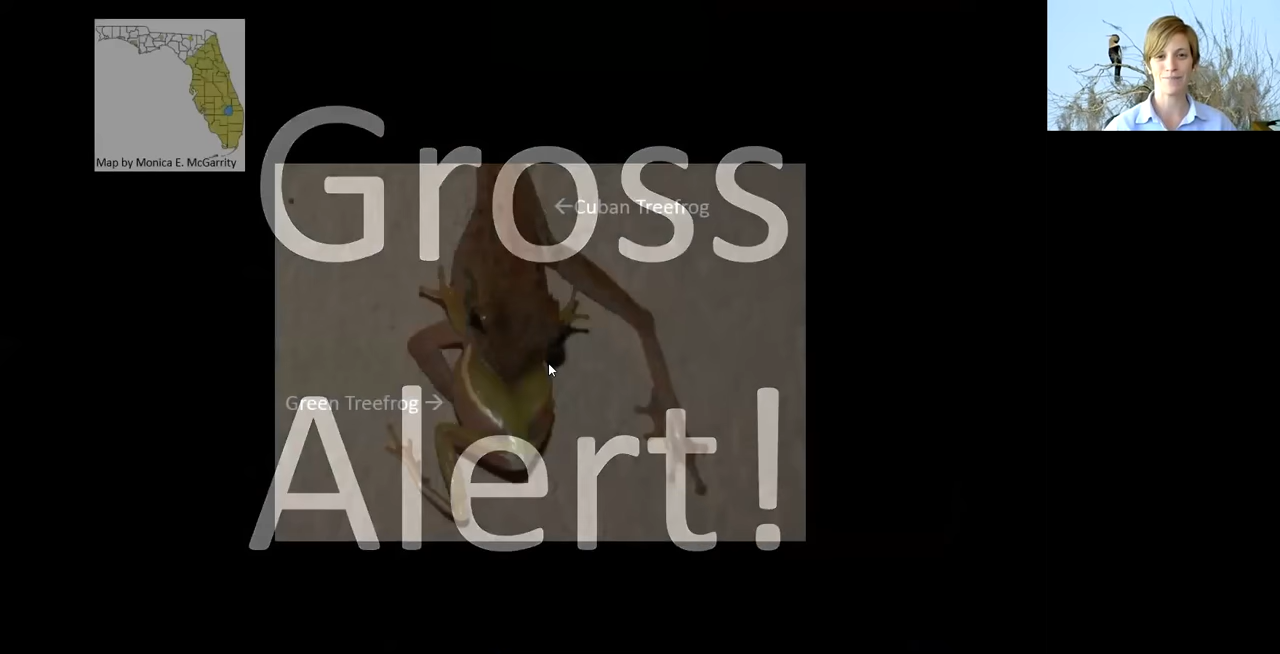 Map by Monica E. McGarrity
Gross
←Cuban Treefrog
Green Treefrog →
Alert!